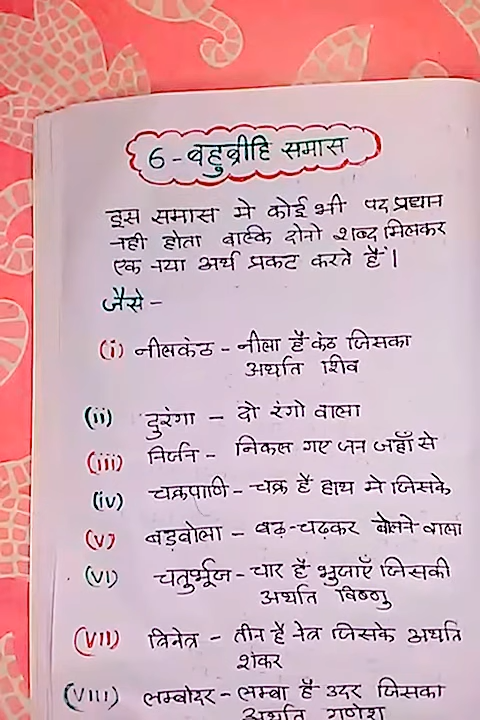 6 - बहुव्रीहि समास
इस समास मे कोई भी पद प्रधान
नही होता बाल्कि दोनो शब्द मिलकर
एक नया अर्थ प्रकट करते हैं।
जैसे -
(i) नीलकंठ - नीला है कंठ जिसका
अर्थात शिव
(ii) दुरंगा - दो रंगो वाला
(iii) निर्जन - निकल गए जन जहाँ से
(iv) चक्रपाणि - चक्र है हाथ मे जिसके
(v) बड़बोला - बढ़-चढ़कर बोलने वाला
(vi) चतुर्भूज - चार हैं भुजाएँ जिसकी
अर्थात विष्णु
(vii) त्रिनेत्र - तीन है नेत्र जिसके अर्थात
शंकर
(viii) लम्बोदर - लम्बा है उदर जिसका
अर्थात गणेश